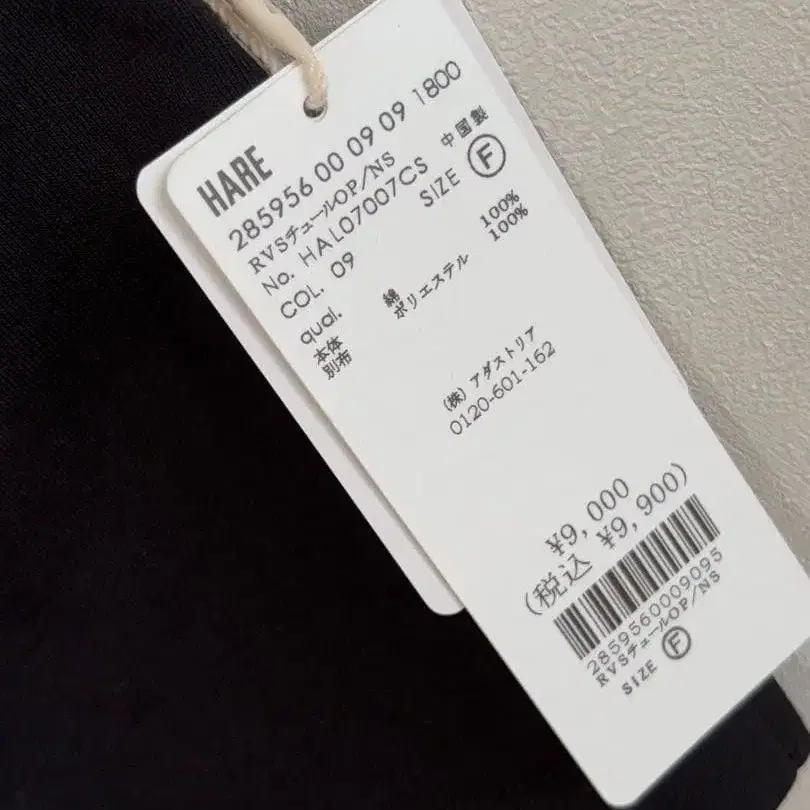 HARE
285956 00 09 09 1800
RVSチュールOP/NS 中国製
No. HAL07007CS SIZE F
COL. 09
qual.
本体 綿 100%
別布 ポリエステル 100%
(株) アダストリア
0120-601-162
¥9,000
(税込 ¥9,900)
2859560009095
RVSチュールOP/NS
SIZE F